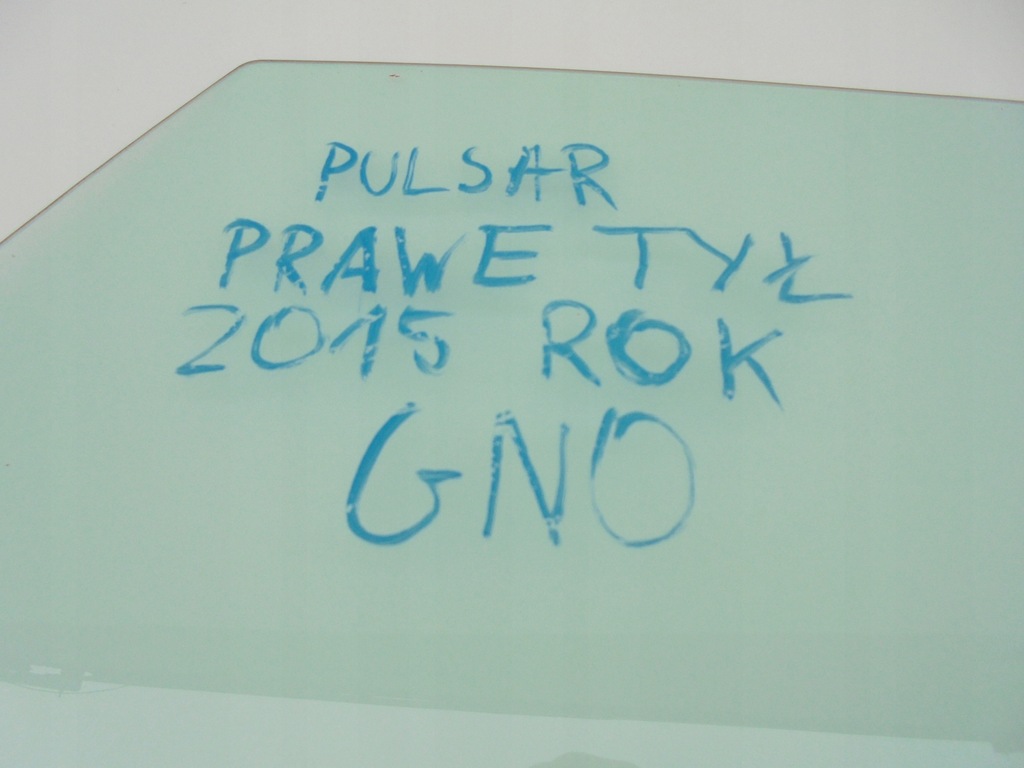 PULSAR
PRAWE TYŁ
2015 ROK
GNO